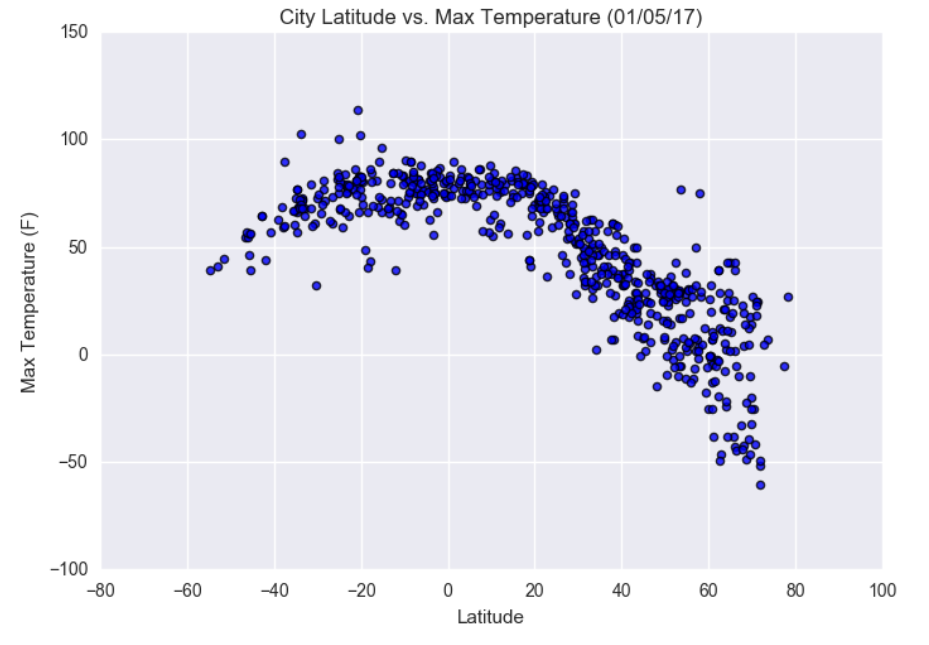 City Latitude vs. Max Temperature (01/05/17)
150
100
50
0
−50
−100
Max Temperature (F)
−80 −60 −40 −20 0 20 40 60 80 100
Latitude